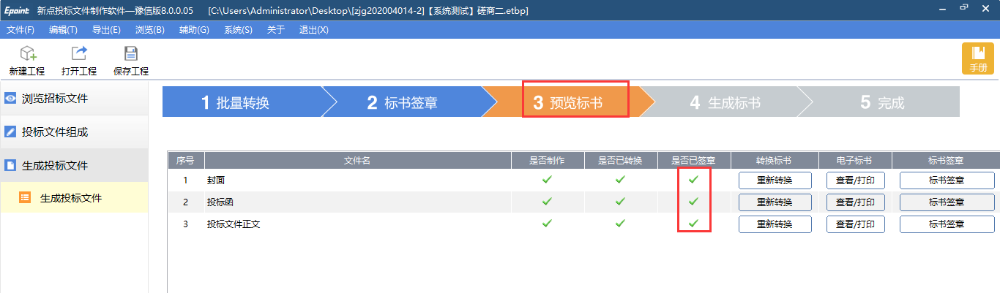 Epoint 新点投标文件制作软件—豫信版8.0.0.05 [C:\Users\Administrator\Desktop\[zjg202004014-2]【系统测试】磋商二.etbp]
文件(F) 编辑(T) 导出(E) 浏览(B) 辅助(G) 系统(S) 关于 退出(X)
新建工程 打开工程 保存工程 手册
浏览招标文件
投标文件组成
生成投标文件
生成投标文件
1 批量转换 2 标书签章 3 预览标书 4 生成标书 5 完成
序号 文件名 是否制作 是否已转换 是否已签章 转换标书 电子标书 标书签章
1 封面 重新转换 查看/打印 标书签章
2 投标函 重新转换 查看/打印 标书签章
3 投标文件正文 重新转换 查看/打印 标书签章